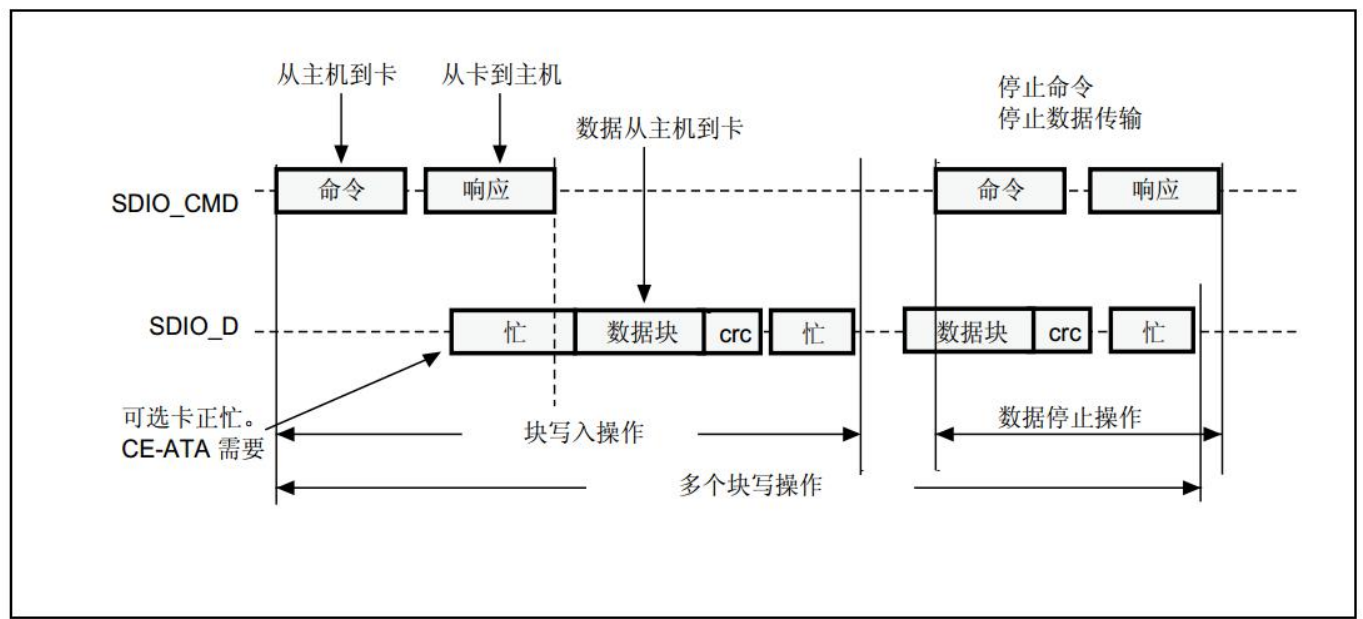 从主机到卡
从卡到主机
停止命令
停止数据传输
数据从主机到卡
SDIO_CMD
命令
响应
命令
响应
SDIO_D
忙
数据块
crc
忙
数据块
crc
忙
可选卡正忙。
CE-ATA 需要
块写入操作
数据停止操作
多个块写操作